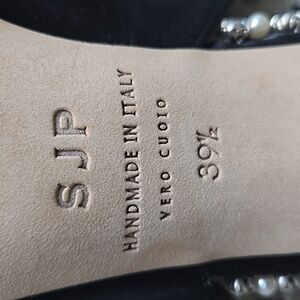 SJP
HANDMADE IN ITALY
VERO CUOIO
39½